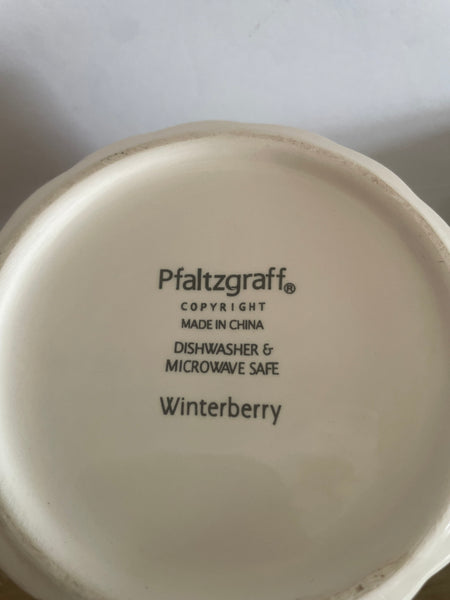 Pfaltzgraff®
COPYRIGHT
MADE IN CHINA
DISHWASHER &
MICROWAVE SAFE
Winterberry